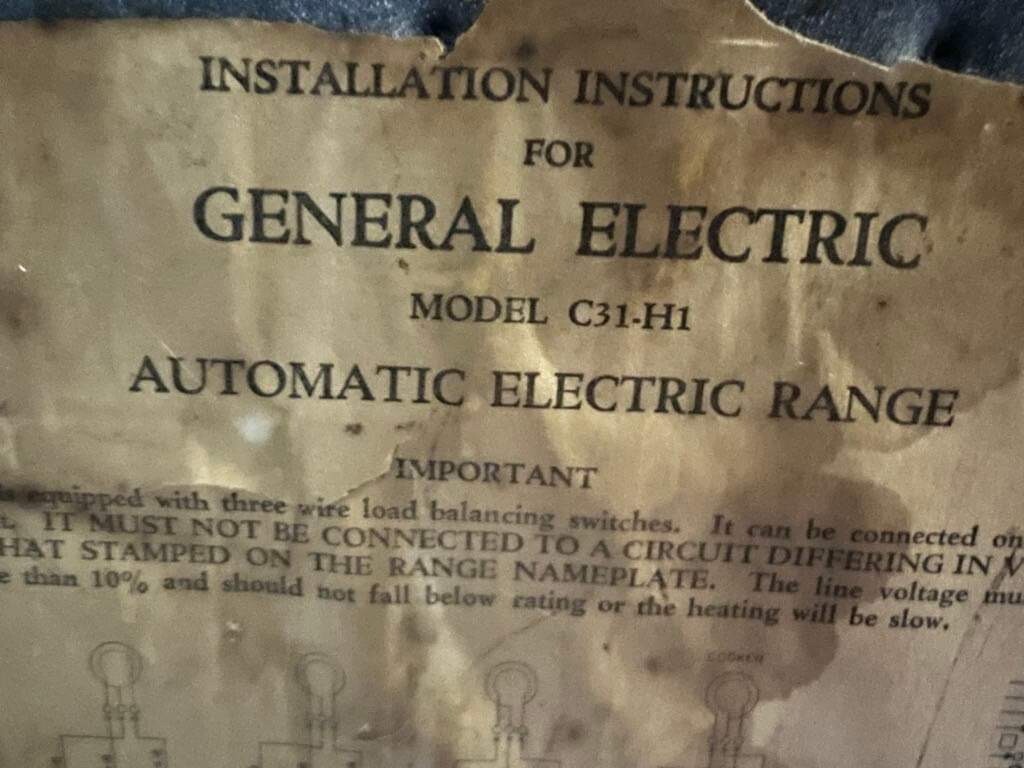 INSTALLATION INSTRUCTIONS
FOR
GENERAL ELECTRIC
MODEL C31-H1
AUTOMATIC ELECTRIC RANGE
IMPORTANT
equipped with three wire load balancing switches. It can be connected on
IT MUST NOT BE CONNECTED TO A CIRCUIT DIFFERING IN V
HAT STAMPED ON THE RANGE NAMEPLATE. The line voltage mu
e than 10% and should not fall below rating or the heating will be slow.
COOKER